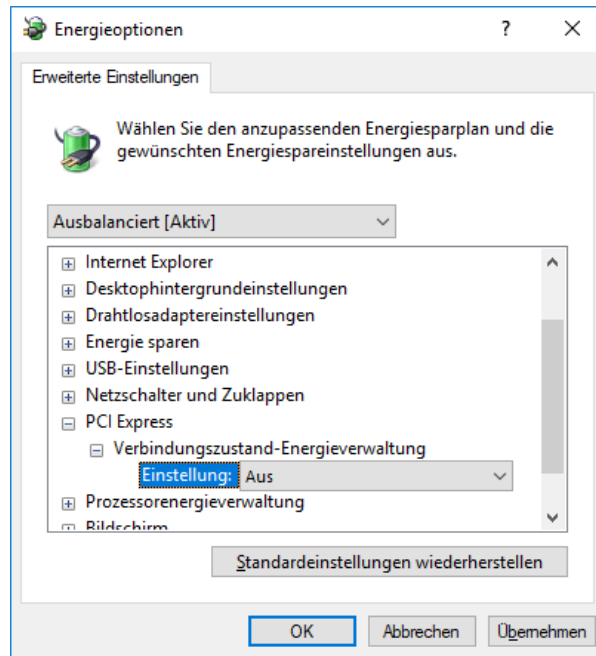 Energieoptionen
Erweiterte Einstellungen
Wählen Sie den anzupassenden Energiesparplan und die
gewünschten Energiespareinstellungen aus.
Ausbalanciert [Aktiv]
Internet Explorer
Desktophintergrundeinstellungen
Drahtlosadaptereinstellungen
Energie sparen
USB-Einstellungen
Netzschalter und Zuklappen
PCI Express
Verbindungszustand-Energieverwaltung
Einstellung: Aus
Prozessorenergieverwaltung
Bildschirm
Standardeinstellungen wiederherstellen
OK Abbrechen Übernehmen